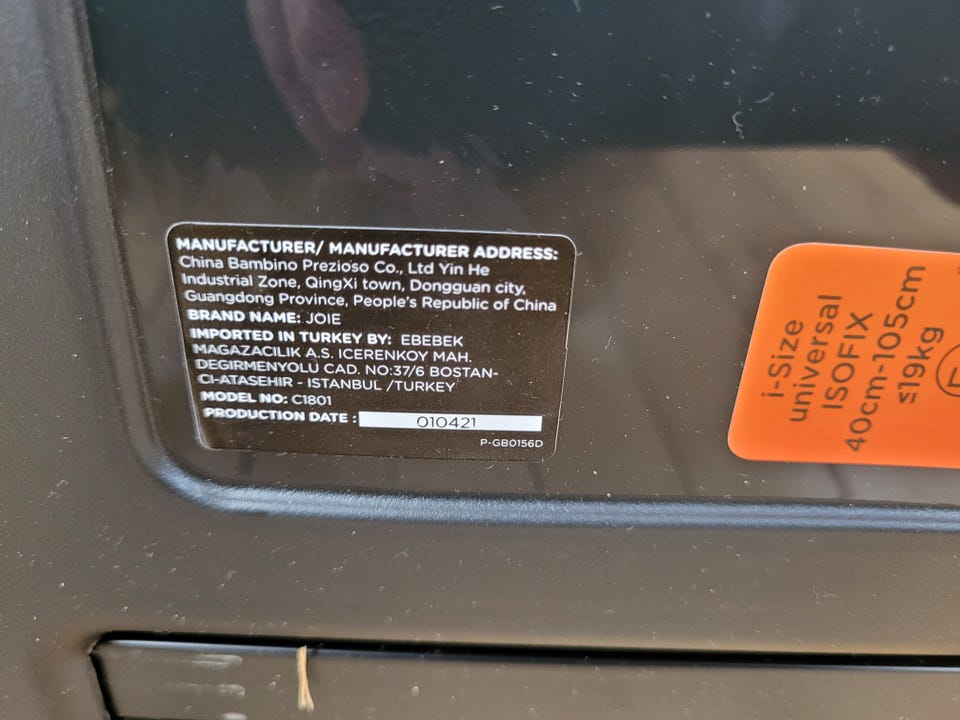 MANUFACTURER/ MANUFACTURER ADDRESS:
China Bambino Prezioso Co., Ltd Yin He
Industrial Zone, QingXi town, Dongguan city,
Guangdong Province, People's Republic of China
BRAND NAME: JOIE
IMPORTED IN TURKEY BY: EBEBEK
MAGAZACILIK A.S. ICERENKOY MAH.
DEGIRMENYOLU CAD. NO:37/6 BOSTAN-
CI-ATASEHIR - ISTANBUL /TURKEY
MODEL NO: C1801
PRODUCTION DATE : 010421
P-GB0156D
i-Size
universal
ISOFIX
40cm-105cm
≤19kg